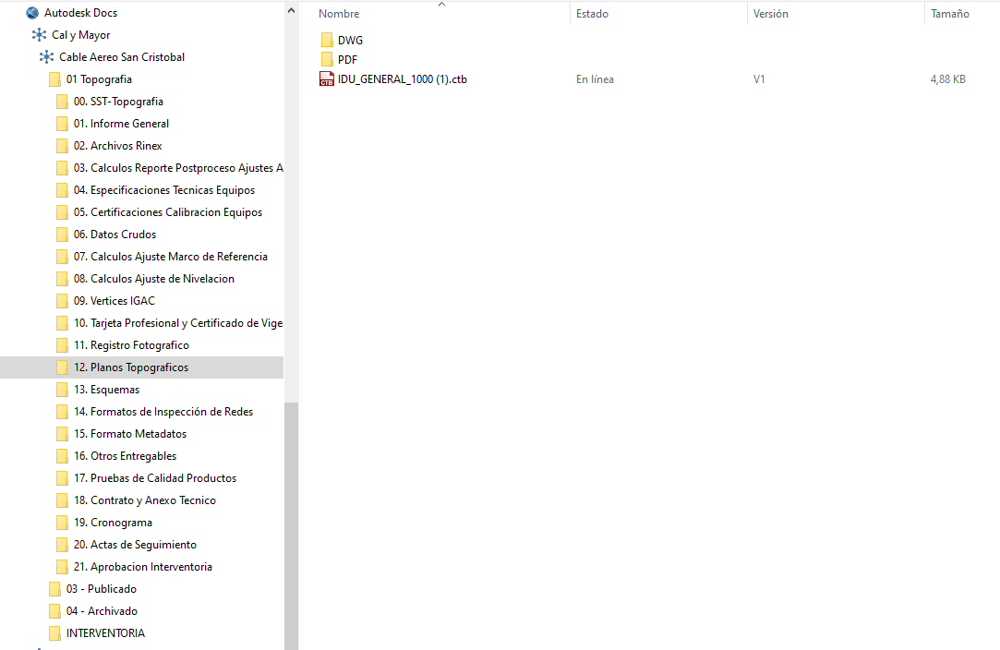 Autodesk Docs
Cal y Mayor
Cable Aereo San Cristobal
01 Topografia
00. SST-Topografia
01. Informe General
02. Archivos Rinex
03. Calculos Reporte Postproceso Ajustes A
04. Especificaciones Tecnicas Equipos
05. Certificaciones Calibracion Equipos
06. Datos Crudos
07. Calculos Ajuste Marco de Referencia
08. Calculos Ajuste de Nivelacion
09. Vertices IGAC
10. Tarjeta Profesional y Certificado de Vige
11. Registro Fotografico
12. Planos Topograficos
13. Esquemas
14. Formatos de Inspección de Redes
15. Formato Metadatos
16. Otros Entregables
17. Pruebas de Calidad Productos
18. Contrato y Anexo Tecnico
19. Cronograma
20. Actas de Seguimiento
21. Aprobacion Interventoria
03 - Publicado
04 - Archivado
INTERVENTORIA
Nombre Estado Versión Tamaño
DWG
PDF
CTB IDU_GENERAL_1000 (1).ctb En línea V1 4,88 KB